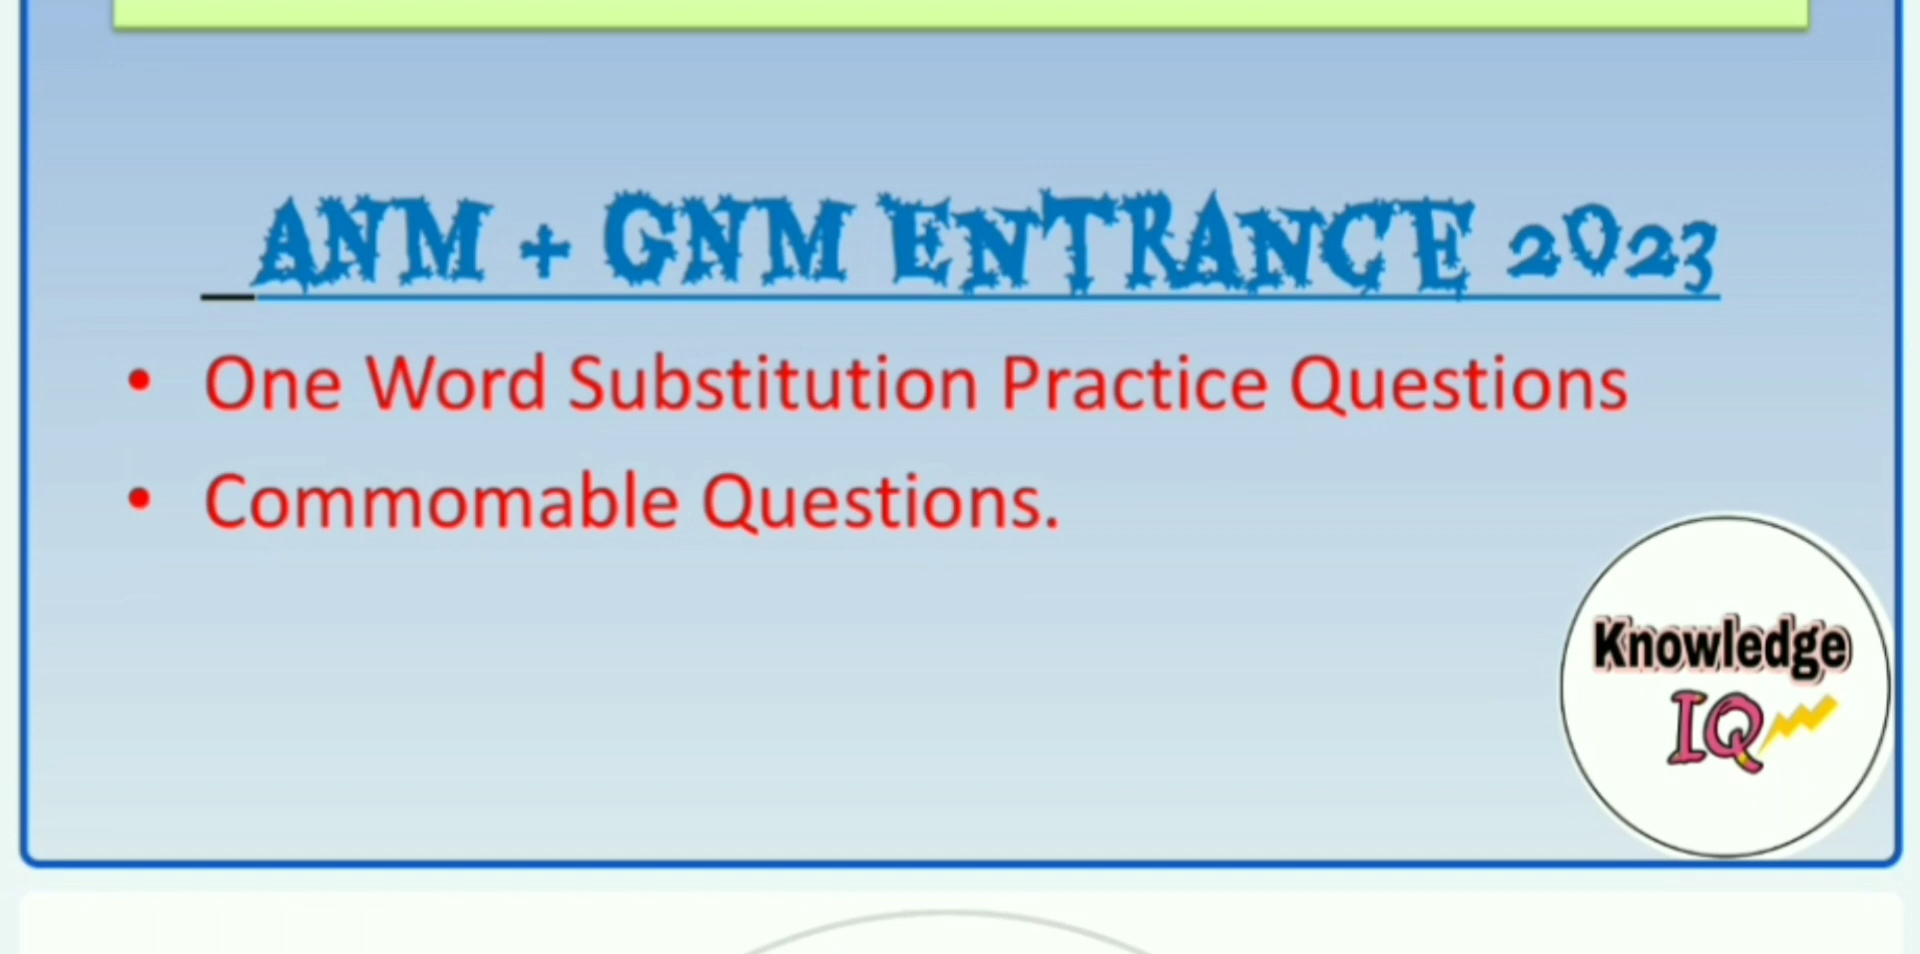 ANM + GNM ENTRANCE 2023
• One Word Substitution Practice Questions
• Commomable Questions.
Knowledge
IQ